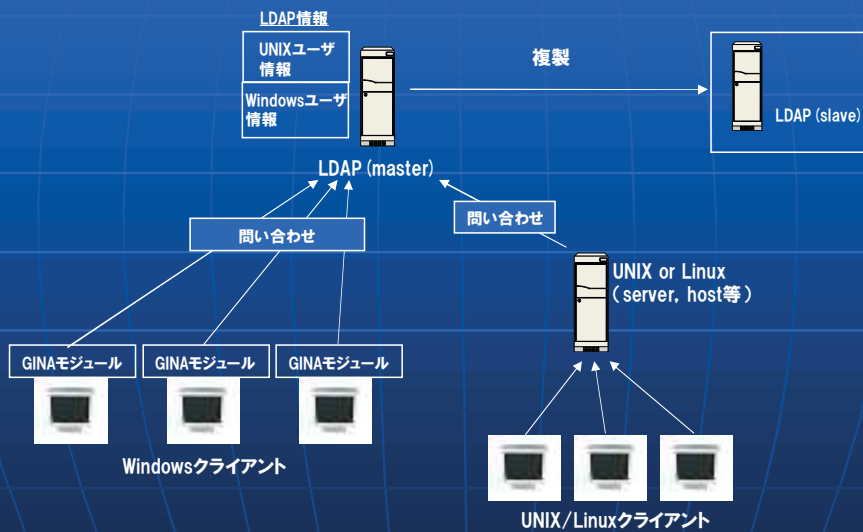 LDAP情報
UNIXユーザ
情報
Windowsユーザ
情報
複製
LDAP (slave)
LDAP (master)
問い合わせ
問い合わせ
UNIX or Linux
(server, host等)
GINAモジュール
GINAモジュール
GINAモジュール
Windowsクライアント
UNIX/Linuxクライアント